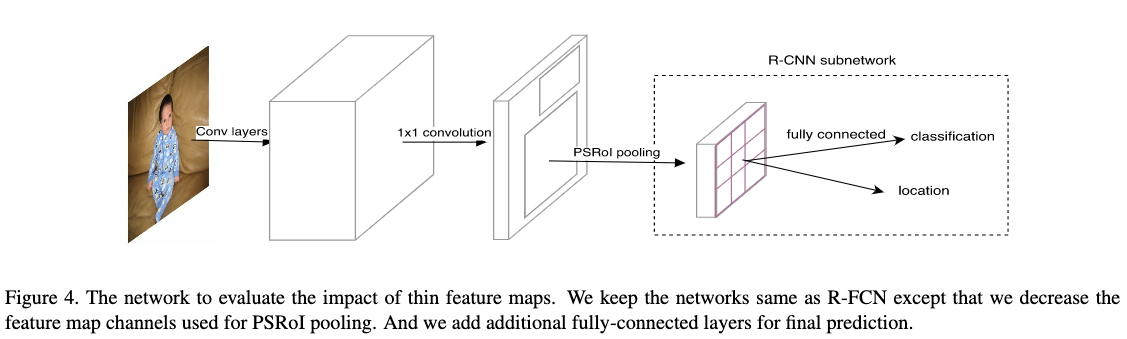 R-CNN subnetwork
Conv layers
1x1 convolution
PSRoI pooling
fully connected
classification
location
Figure 4. The network to evaluate the impact of thin feature maps. We keep the networks same as R-FCN except that we decrease the
feature map channels used for PSRoI pooling. And we add additional fully-connected layers for final prediction.